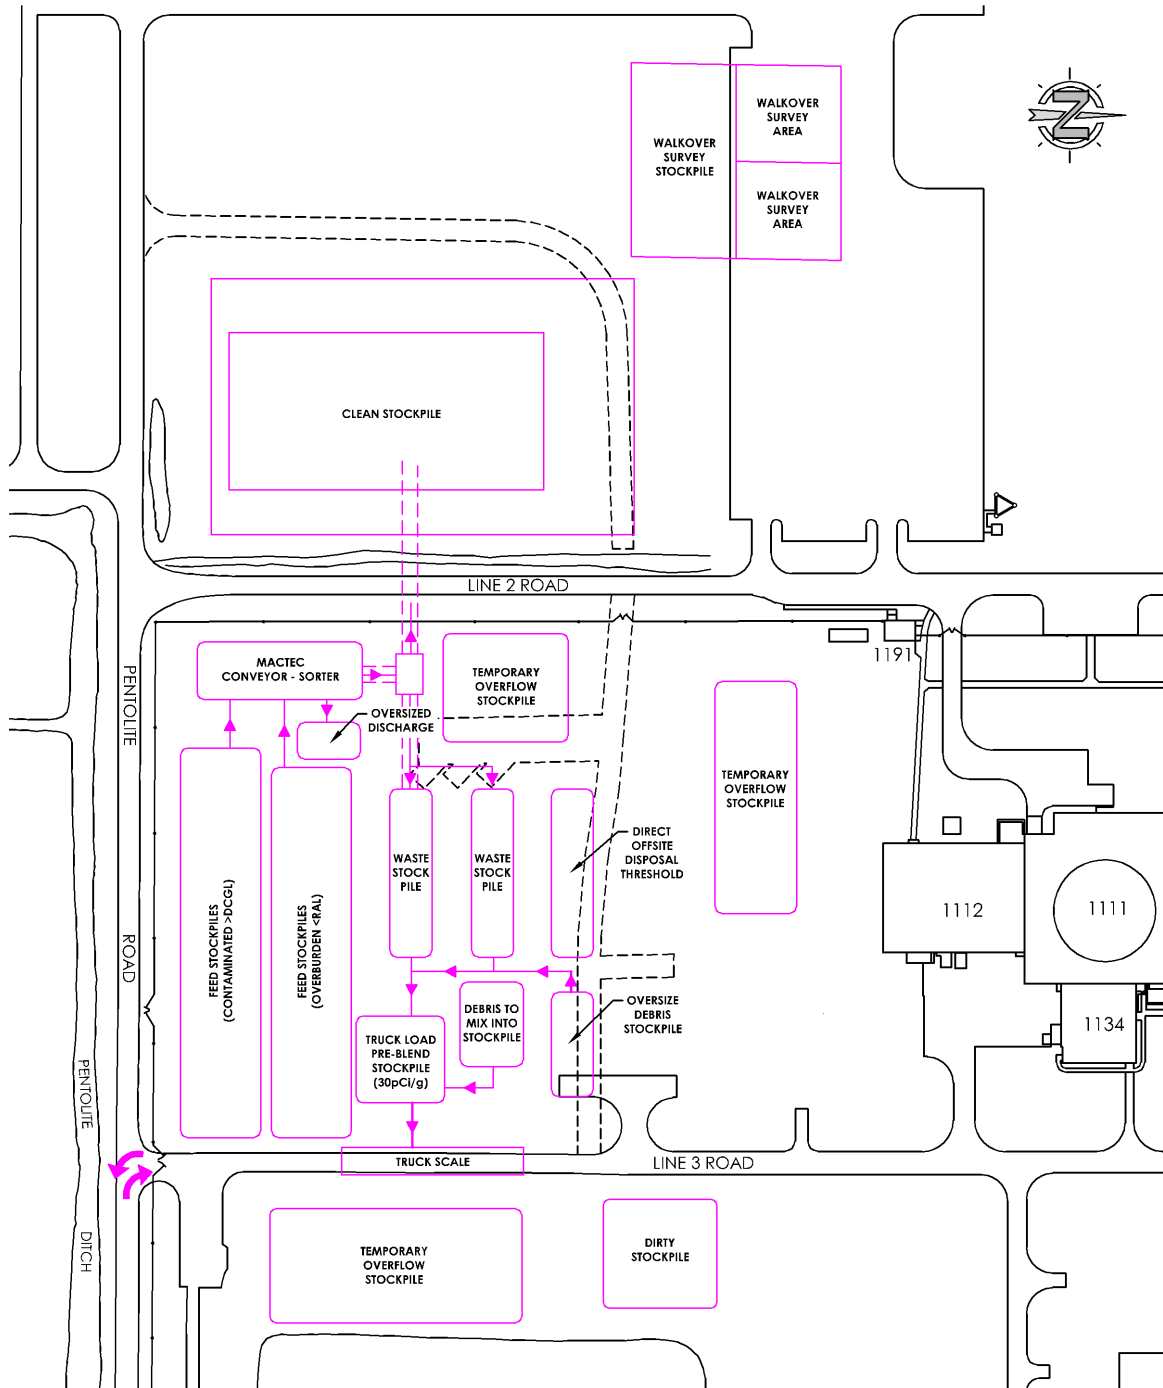 WALKOVER
SURVEY
AREA
WALKOVER
SURVEY
STOCKPILE
WALKOVER
SURVEY
AREA
Z
CLEAN STOCKPILE
LINE 2 ROAD
1191
MACTEC
CONVEYOR - SORTER
TEMPORARY
OVERFLOW
STOCKPILE
OVERSIZED
DISCHARGE
PENTOLITE
ROAD
TEMPORARY
OVERFLOW
STOCKPILE
FEED STOCKPILES
(CONTAMINATED >DCGL)
FEED STOCKPILES
(OVERBURDEN <RAL)
WASTE
STOCK
PILE
WASTE
STOCK
PILE
DIRECT
OFFSITE
DISPOSAL
THRESHOLD
1112
1111
1134
DEBRIS TO
MIX INTO
STOCKPILE
OVERSIZE
DEBRIS
STOCKPILE
TRUCK LOAD
PRE-BLEND
STOCKPILE
(30pCi/g)
PENTOLITE
DITCH
TRUCK SCALE
LINE 3 ROAD
TEMPORARY
OVERFLOW
STOCKPILE
DIRTY
STOCKPILE